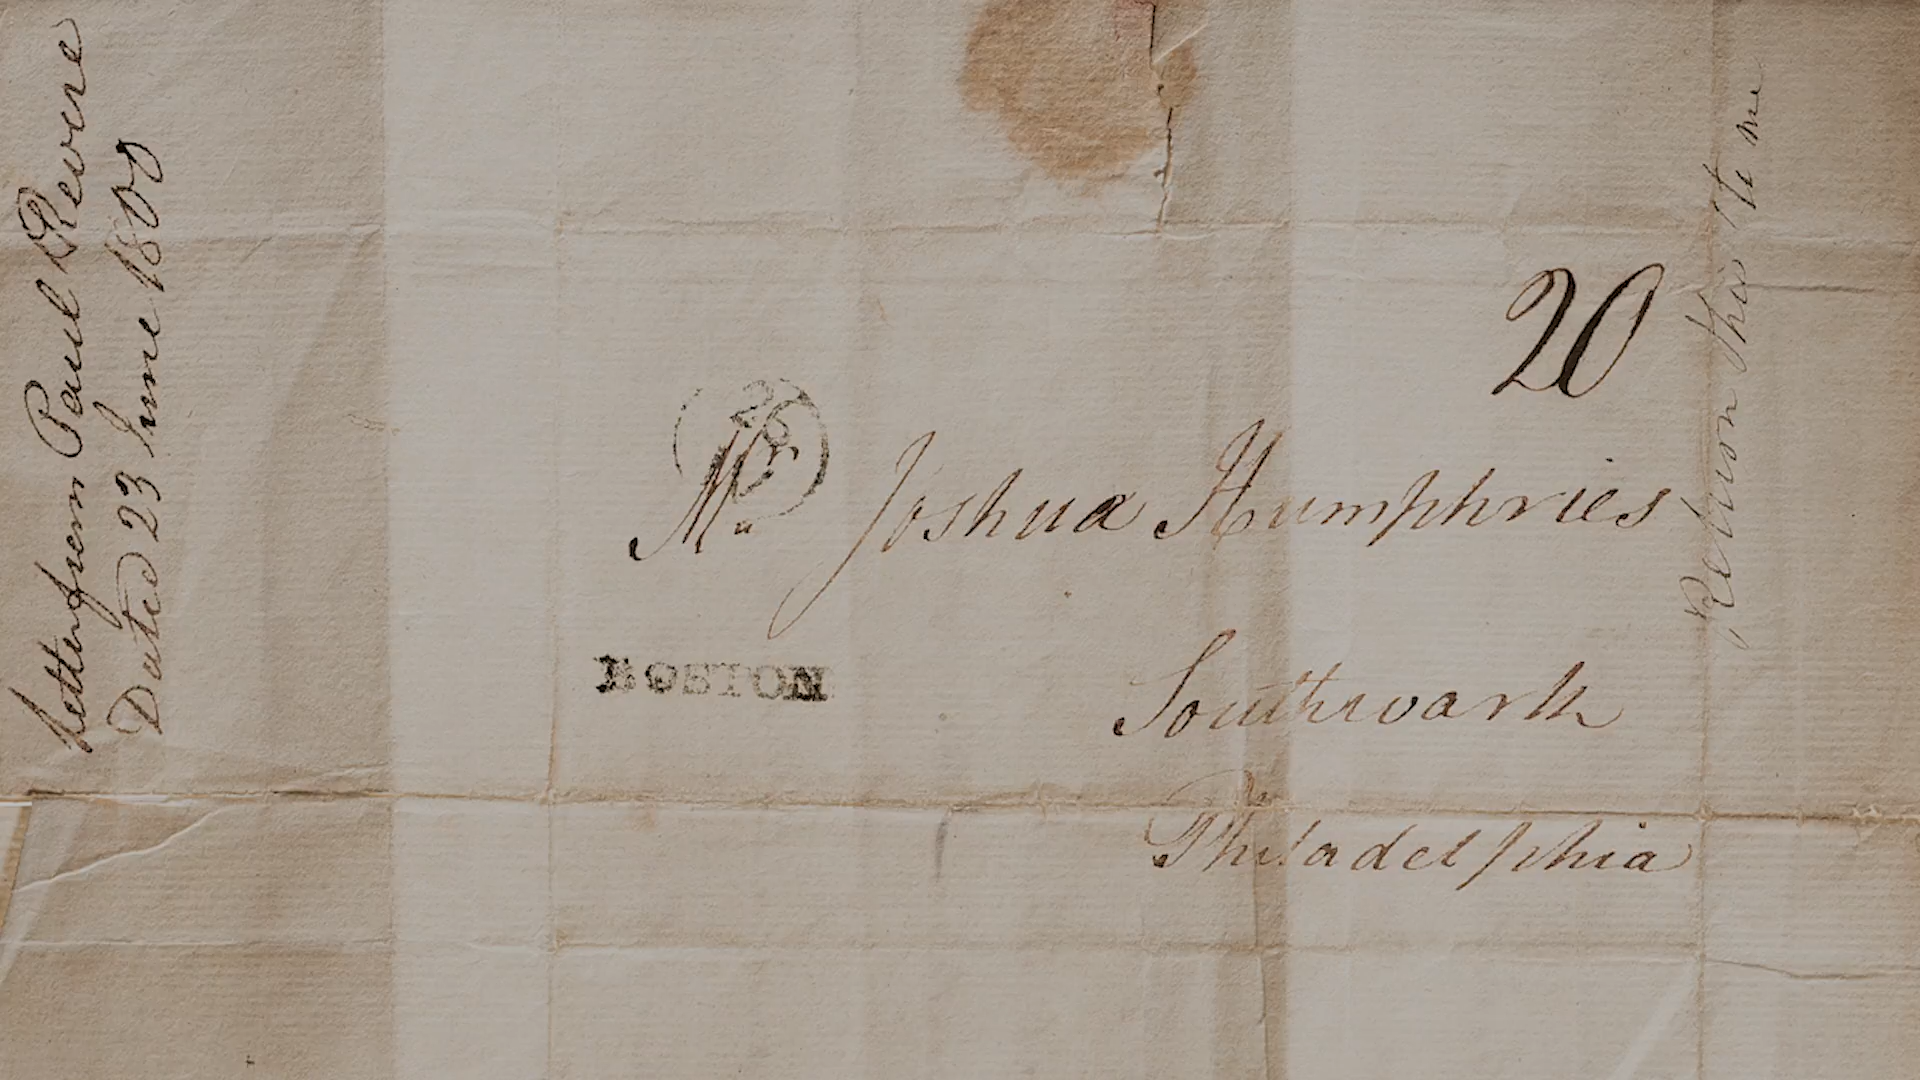 Letter from Paul Revere
Dated 23 June 1800
20
26
Mr Joshua Humphries
BOSTON
Southwark
Philadelphia
Return this to me